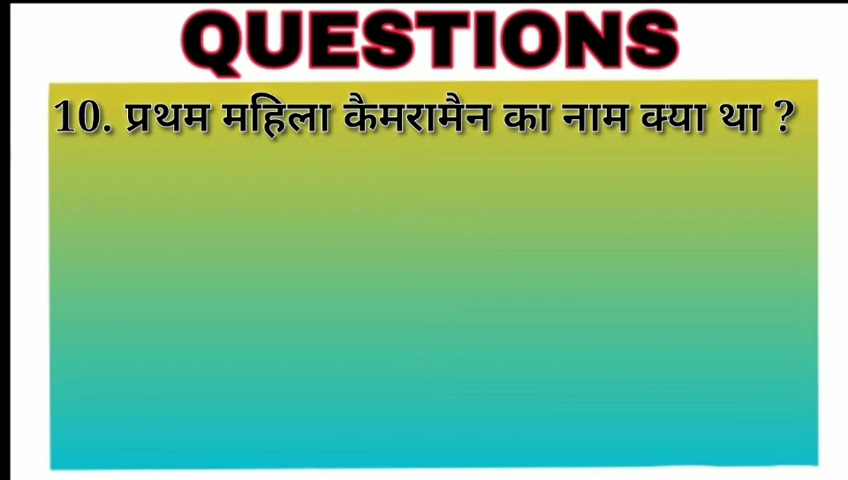 QUESTIONS
10. प्रथम महिला कैमरामैन का नाम क्या था ?